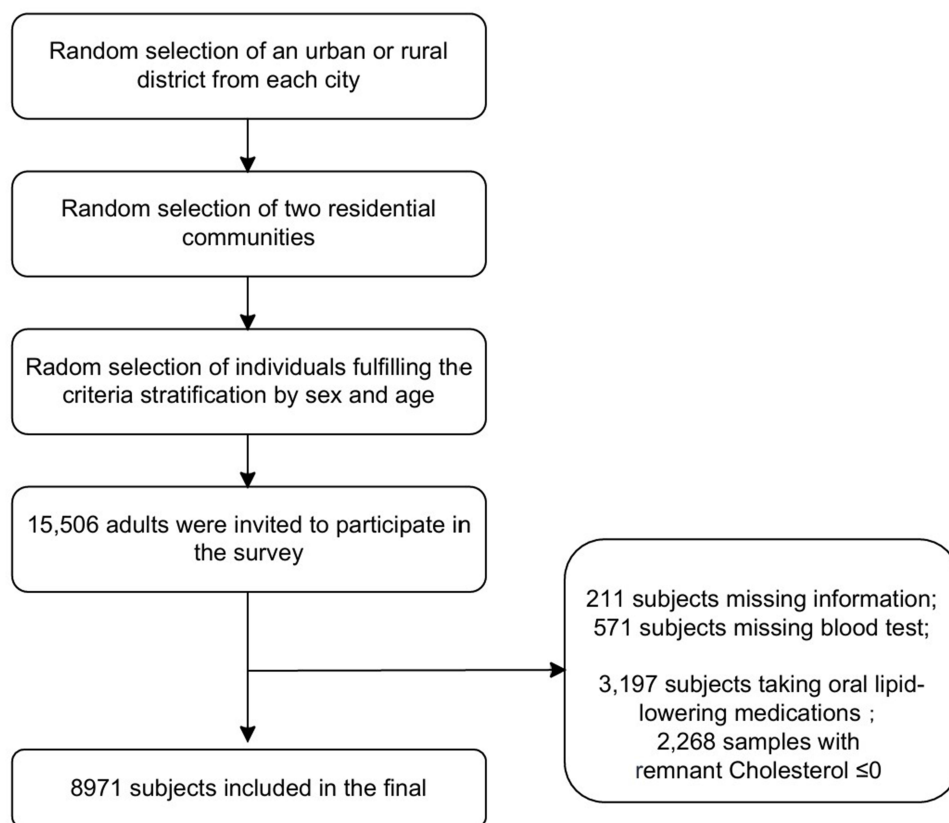 Random selection of an urban or rural
district from each city
Random selection of two residential
communities
Radom selection of individuals fulfilling the
criteria stratification by sex and age
15,506 adults were invited to participate in
the survey
211 subjects missing information;
571 subjects missing blood test;
3,197 subjects taking oral lipid-
lowering medications ;
2,268 samples with
remnant Cholesterol ≤0
8971 subjects included in the final